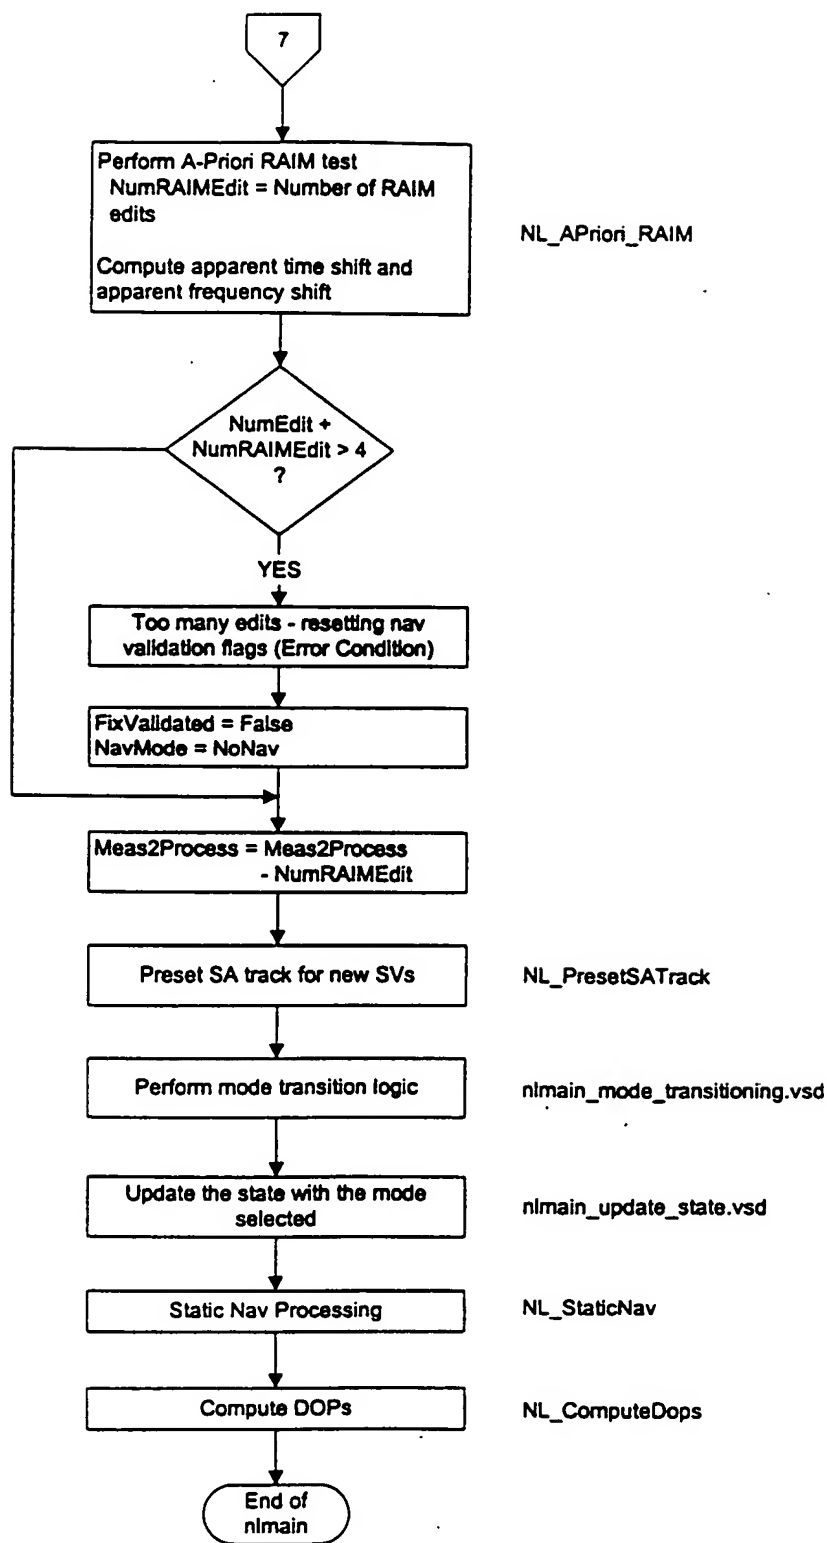 7
Perform A-Priori RAIM test
NumRAIMEdit = Number of RAIM
edits
Compute apparent time shift and
apparent frequency shift
NL_APriori_RAIM
NumEdit +
NumRAIMEdit > 4
?
YES
Too many edits - resetting nav
validation flags (Error Condition)
FixValidated = False
NavMode = NoNav
Meas2Process = Meas2Process
- NumRAIMEdit
Preset SA track for new SVs
NL_PresetSATrack
Perform mode transition logic
nlmain_mode_transitioning.vsd
Update the state with the mode
selected
nlmain_update_state.vsd
Static Nav Processing
NL_StaticNav
Compute DOPs
NL_ComputeDops
End of
nlmain